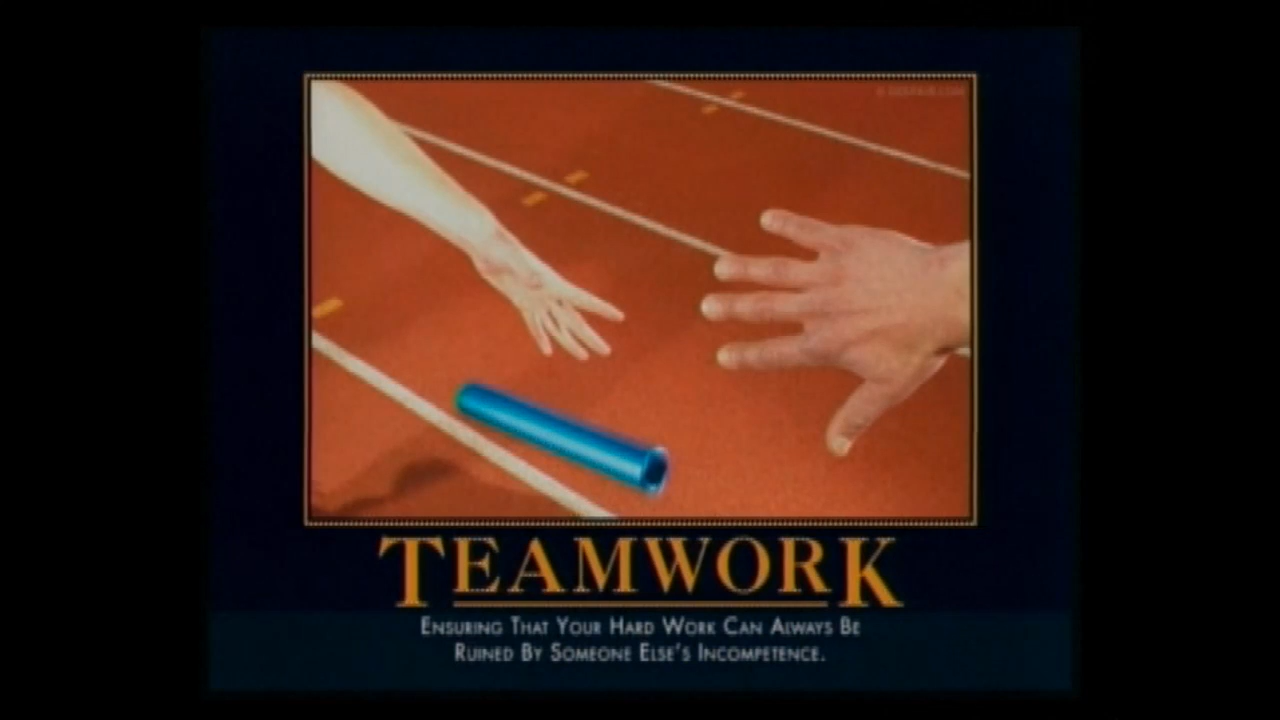 TEAMWORK
ENSURING THAT YOUR HARD WORK CAN ALWAYS BE
RUINED BY SOMEONE ELSE'S INCOMPETENCE.